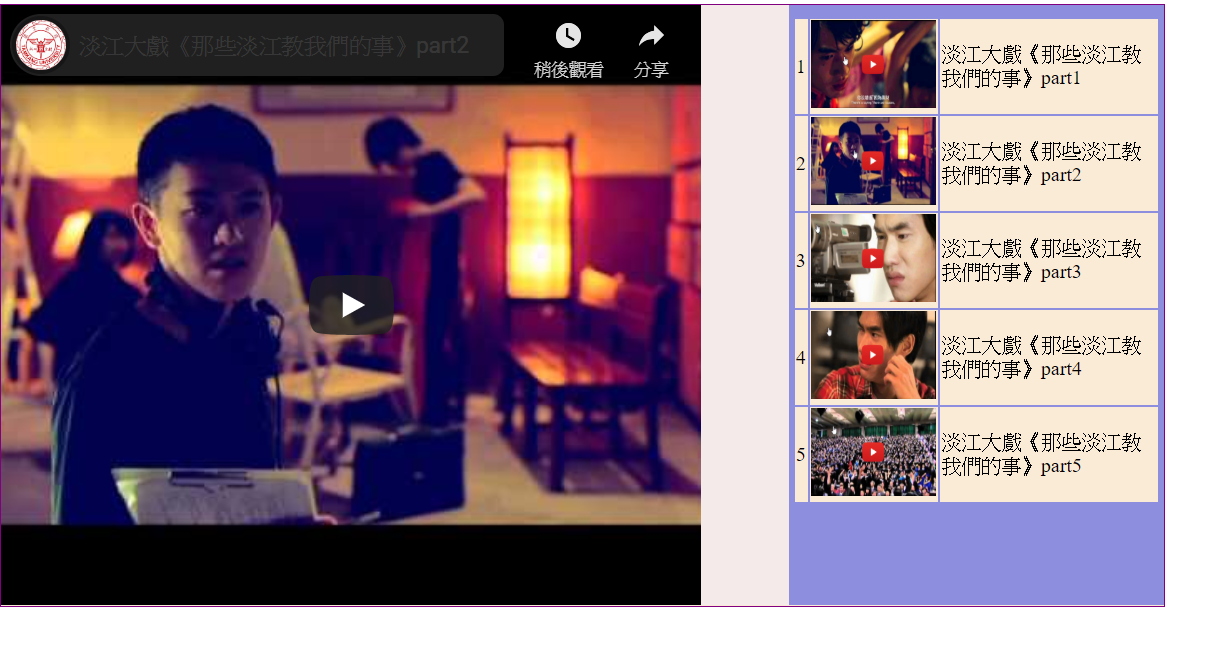 淡江大戲《那些淡江教我們的事》part2
稍後觀看
分享
1
淡江大戲《那些淡江教
我們的事》part1
2
淡江大戲《那些淡江教
我們的事》part2
3
淡江大戲《那些淡江教
我們的事》part3
4
淡江大戲《那些淡江教
我們的事》part4
5
淡江大戲《那些淡江教
我們的事》part5